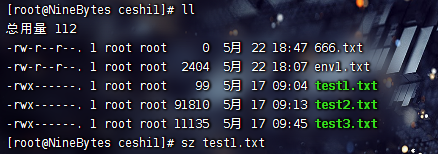 [root@NineBytes ceshi1]# ll
总用量 112
-rw-r--r--. 1 root root     0 5月  22 18:47 666.txt
-rw-r--r--. 1 root root  2404 5月  22 18:07 env1.txt
-rwx------. 1 root root    99 5月  17 09:04 test1.txt
-rwx------. 1 root root 91810 5月  17 09:13 test2.txt
-rwx------. 1 root root 11135 5月  17 09:45 test3.txt
[root@NineBytes ceshi1]# sz test1.txt